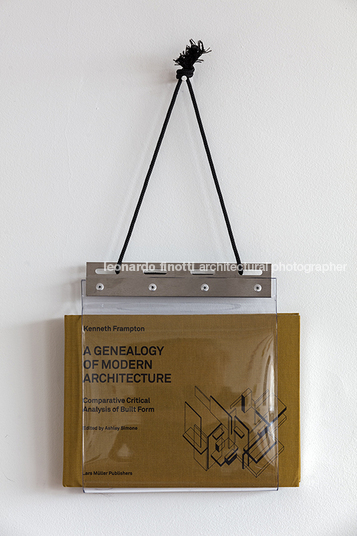 leonardo finotti architectural photographer
Kenneth Frampton
A GENEALOGY
OF MODERN
ARCHITECTURE
Comparative Critical
Analysis of Built Form
Edited by Ashley Simone
Lars Müller Publishers